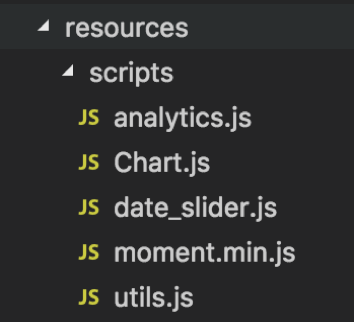 resources
scripts
JS analytics.js
JS Chart.js
JS date_slider.js
JS moment.min.js
JS utils.js